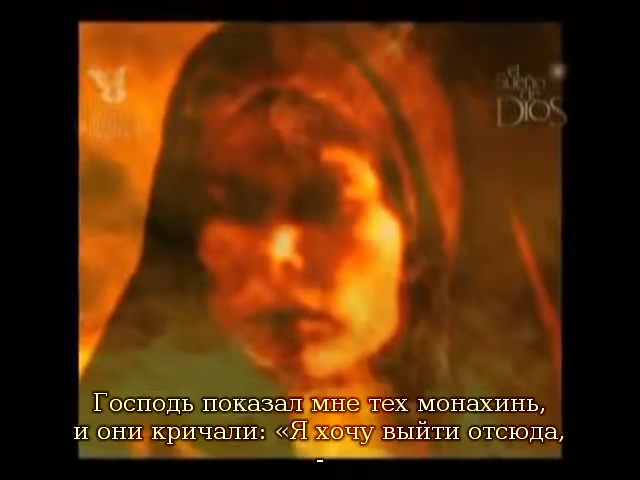 el
sueño
de
DIOS
Господь показал мне тех монахинь,
и они кричали: «Я хочу выйти отсюда,
-